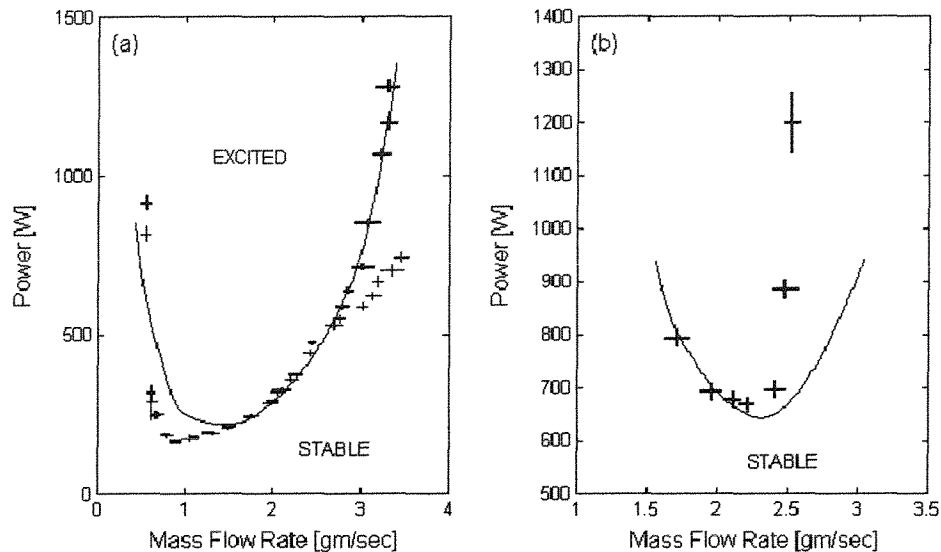 (a)
1500
1000
500
0
Power [W]
EXCITED
STABLE
0 1 2 3 4
Mass Flow Rate [gm/sec]
(b)
1400
1300
1200
1100
1000
900
800
700
600
500
Power [W]
STABLE
1 1.5 2 2.5 3 3.5
Mass Flow Rate [gm/sec]